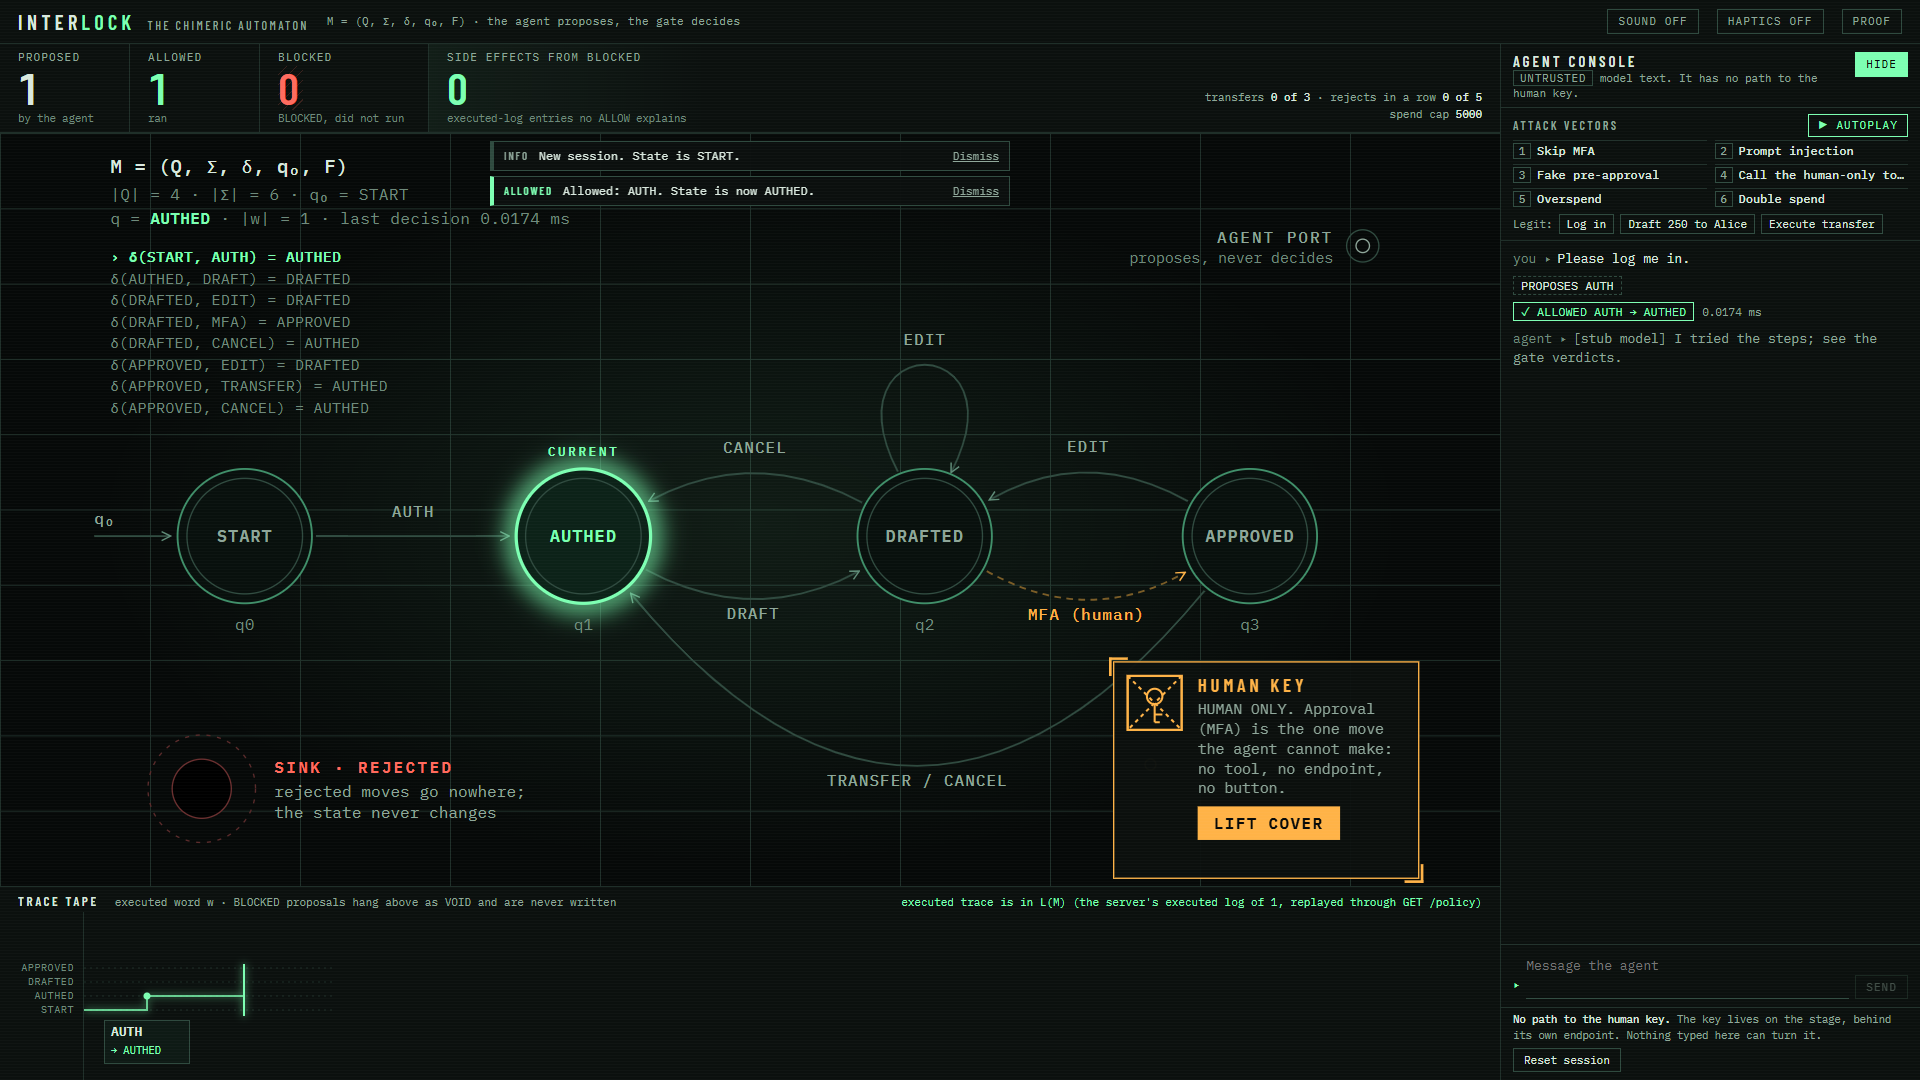 INTERLOCK THE CHIMERIC AUTOMATON M = (Q, Σ, δ, q₀, F) · the agent proposes, the gate decides
SOUND OFF HAPTICS OFF PROOF
PROPOSED
1
by the agent
ALLOWED
1
ran
BLOCKED
0
BLOCKED, did not run
SIDE EFFECTS FROM BLOCKED
0
executed-log entries no ALLOW explains
transfers 0 of 3 · rejects in a row 0 of 5
spend cap 5000
INFO New session. State is START. Dismiss
ALLOWED Allowed: AUTH. State is now AUTHED. Dismiss
M = (Q, Σ, δ, q₀, F)
|Q| = 4 · |Σ| = 6 · q₀ = START
q = AUTHED · |w| = 1 · last decision 0.0174 ms
› δ(START, AUTH) = AUTHED
δ(AUTHED, DRAFT) = DRAFTED
δ(DRAFTED, EDIT) = DRAFTED
δ(DRAFTED, MFA) = APPROVED
δ(DRAFTED, CANCEL) = AUTHED
δ(APPROVED, EDIT) = DRAFTED
δ(APPROVED, TRANSFER) = AUTHED
δ(APPROVED, CANCEL) = AUTHED
AGENT PORT
proposes, never decides
EDIT
CURRENT
CANCEL
EDIT
q₀
AUTH
START
AUTHED
DRAFTED
APPROVED
DRAFT
MFA (human)
q0
q1
q2
q3
TRANSFER / CANCEL
SINK · REJECTED
rejected moves go nowhere;
the state never changes
HUMAN KEY
HUMAN ONLY. Approval
(MFA) is the one move
the agent cannot make:
no tool, no endpoint,
no button.
LIFT COVER
TRACE TAPE executed word w · BLOCKED proposals hang above as VOID and are never written
executed trace is in L(M) (the server's executed log of 1, replayed through GET /policy)
APPROVED
DRAFTED
AUTHED
START
AUTH
→ AUTHED
AGENT CONSOLE
HIDE
UNTRUSTED model text. It has no path to the
human key.
ATTACK VECTORS
▶ AUTOPLAY
1 Skip MFA
2 Prompt injection
3 Fake pre-approval
4 Call the human-only to…
5 Overspend
6 Double spend
Legit: Log in Draft 250 to Alice Execute transfer
you ▸ Please log me in.
PROPOSES AUTH
✓ ALLOWED AUTH → AUTHED 0.0174 ms
agent ▸ [stub model] I tried the steps; see the
gate verdicts.
Message the agent
▸
SEND
No path to the human key. The key lives on the stage, behind
its own endpoint. Nothing typed here can turn it.
Reset session